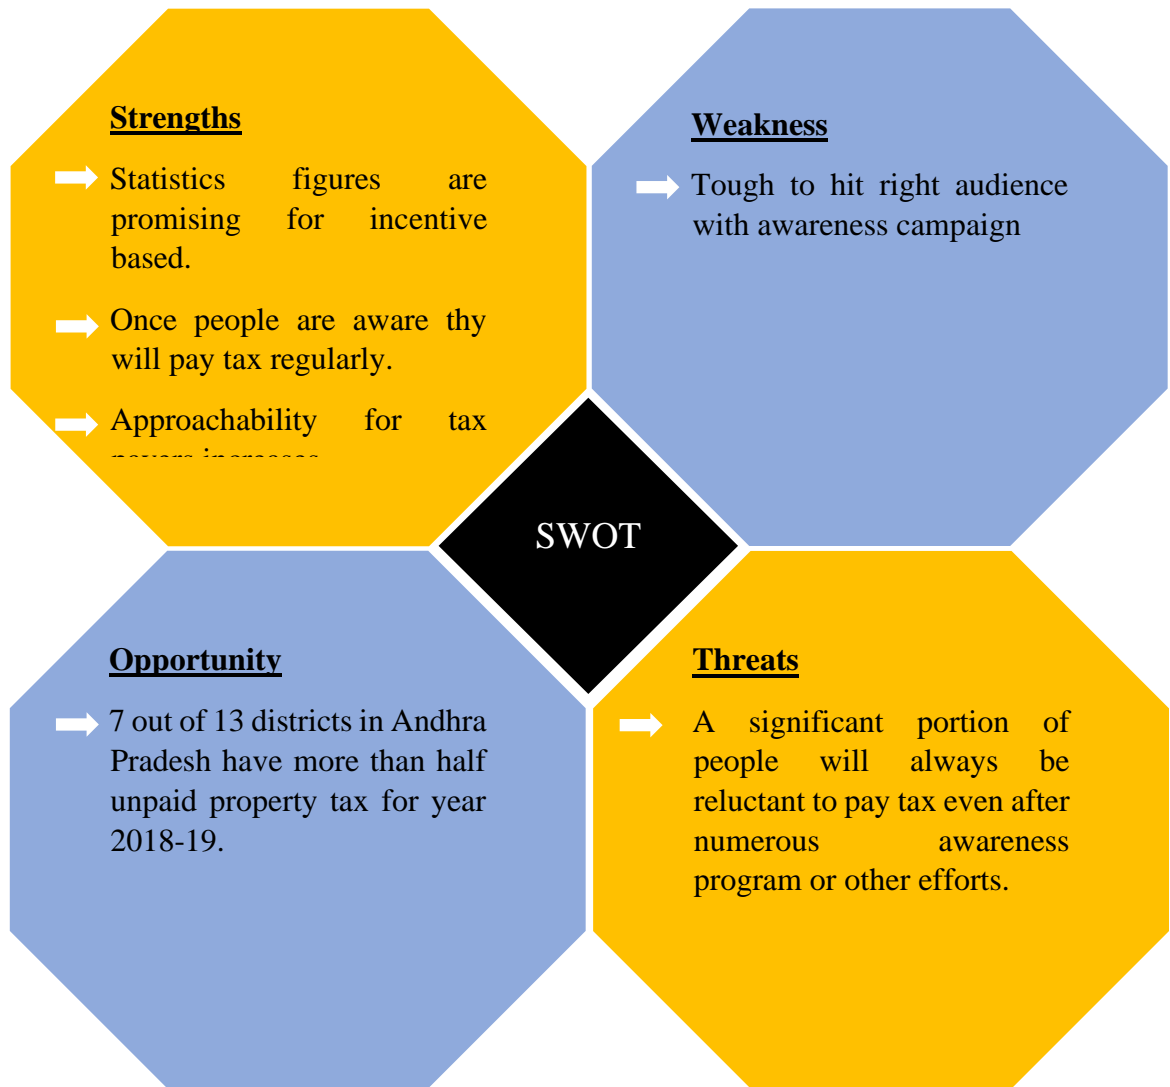 Strengths
Statistics figures are
promising for incentive
based.
Once people are aware thy
will pay tax regularly.
Approachability for tax
payers increases
Weakness
Tough to hit right audience
with awareness campaign
SWOT
Opportunity
7 out of 13 districts in Andhra
Pradesh have more than half
unpaid property tax for year
2018-19.
Threats
A significant portion of
people will always be
reluctant to pay tax even after
numerous awareness
program or other efforts.